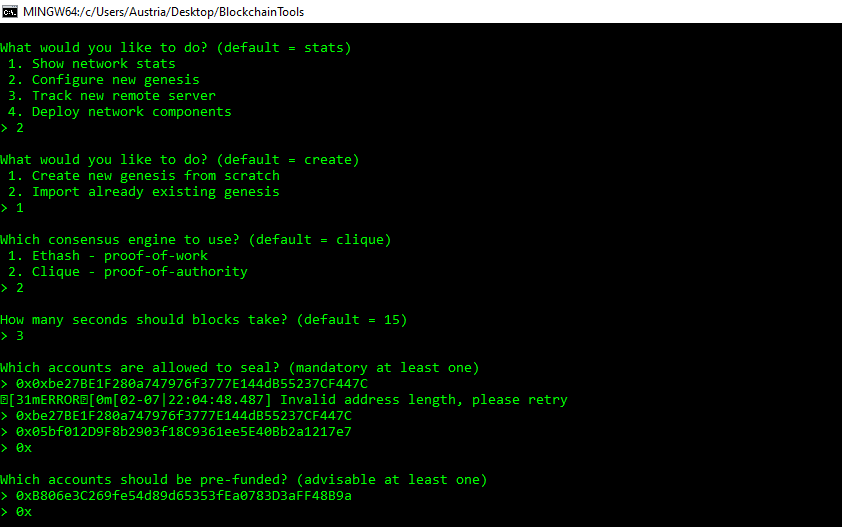 MINGW64:/c/Users/Austria/Desktop/BlockchainTools
What would you like to do? (default = stats)
1. Show network stats
2. Configure new genesis
3. Track new remote server
4. Deploy network components
> 2
What would you like to do? (default = create)
1. Create new genesis from scratch
2. Import already existing genesis
> 1
Which consensus engine to use? (default = clique)
1. Ethash - proof-of-work
2. Clique - proof-of-authority
> 2
How many seconds should blocks take? (default = 15)
> 3
Which accounts are allowed to seal? (mandatory at least one)
> 0x0xbe27BE1F280a747976f3777E144dB55237CF447C
[31mERROR[0m[02-07|22:04:48.487] Invalid address length, please retry
> 0xbe27BE1F280a747976f3777E144dB55237CF447C
> 0x05bf012D9F8b2903f18C9361ee5E40Bb2a1217e7
> 0x
Which accounts should be pre-funded? (advisable at least one)
> 0xB806e3C269fe54d89d65353fEa0783D3aFF48B9a
> 0x